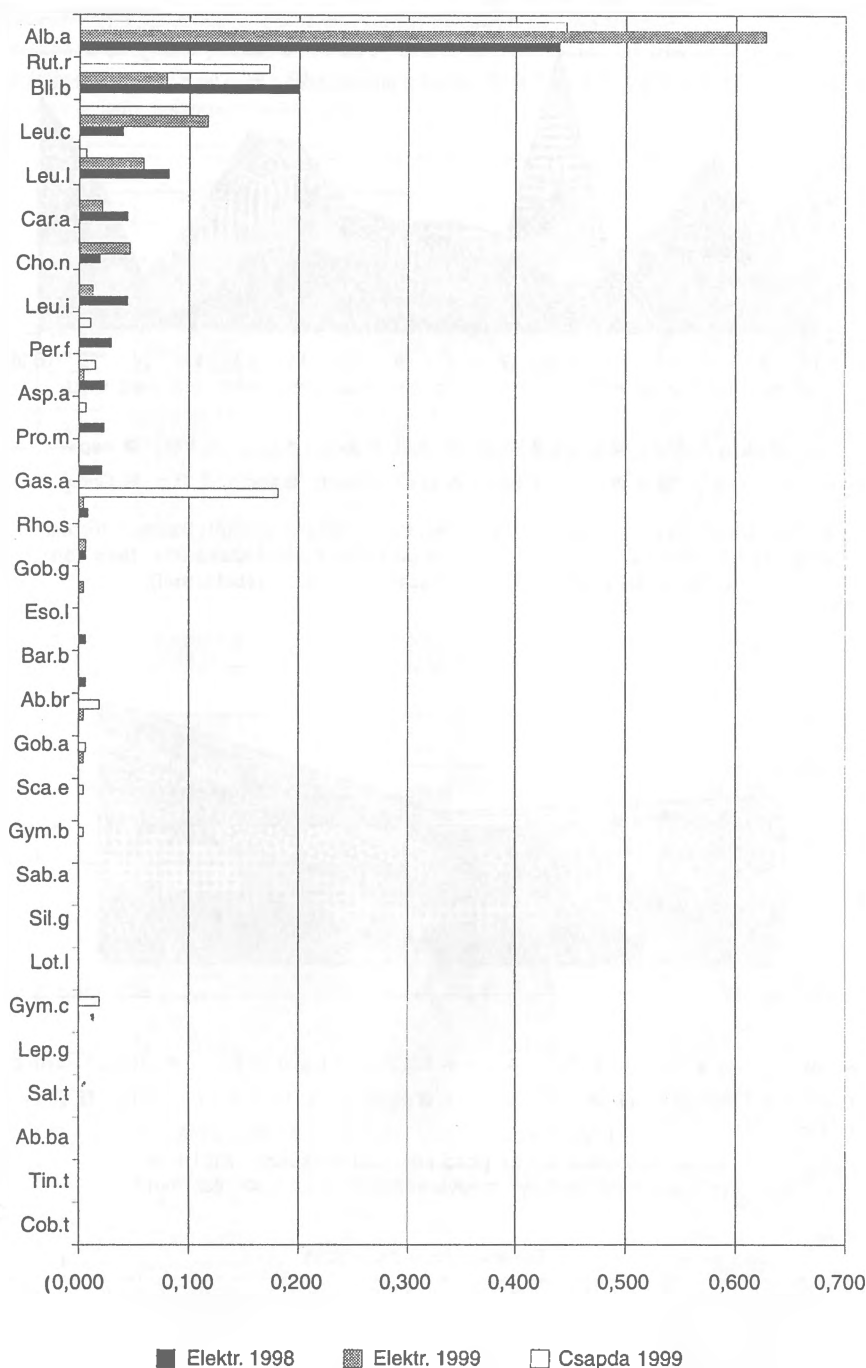 Alb.a
Rut.r
Bli.b
Leu.c
Leu.l
Car.a
Cho.n
Leu.i
Per.f
Asp.a
Pro.m
Gas.a
Rho.s
Gob.g
Eso.l
Bar.b
Ab.br
Gob.a
Sca.e
Gym.b
Sab.a
Sil.g
Lot.l
Gym.c
Lep.g
Sal.t
Ab.ba
Tin.t
Cob.t
(0,000 0,100 0,200 0,300 0,400 0,500 0,600 0,700
Elektr. 1998 Elektr. 1999 Csapda 1999